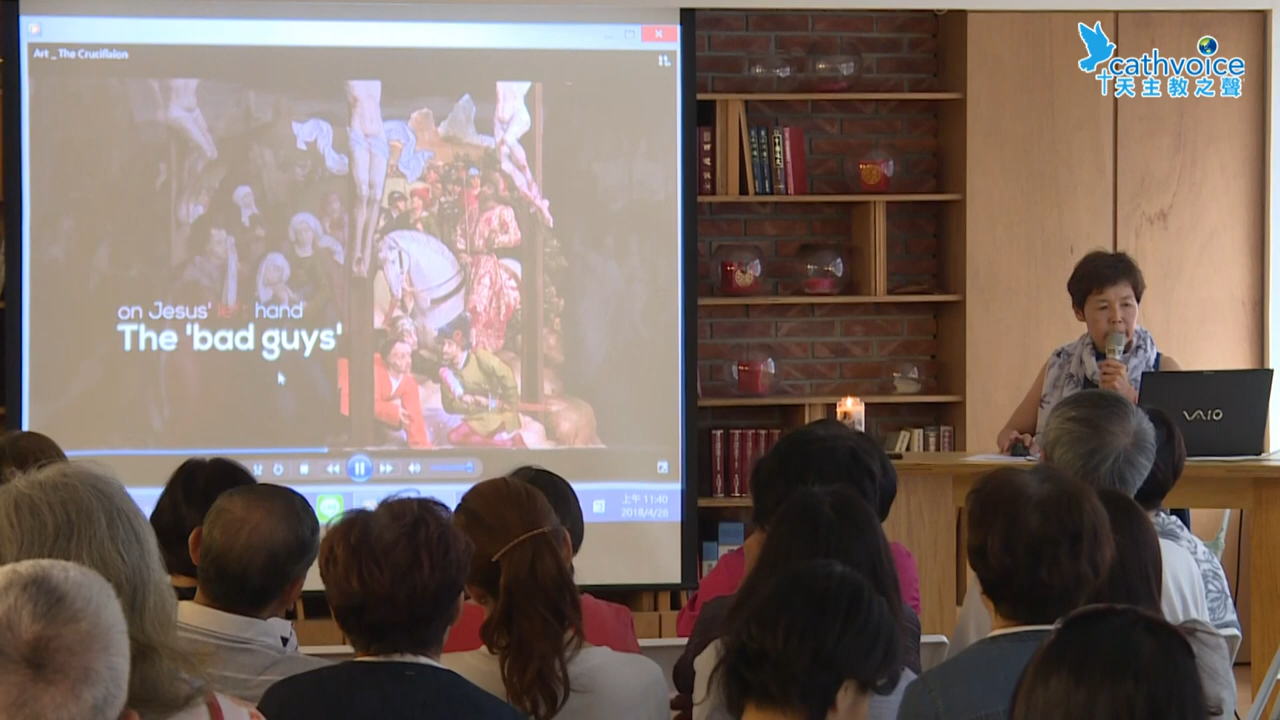 Art _ The Crucifixion
on Jesus' left hand
The 'bad guys'
上午 11:40
2018/4/28
cathvoice
天主教之聲
VAIO